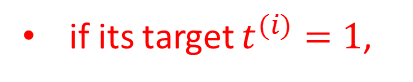 • if its target t⁽ⁱ⁾ = 1,